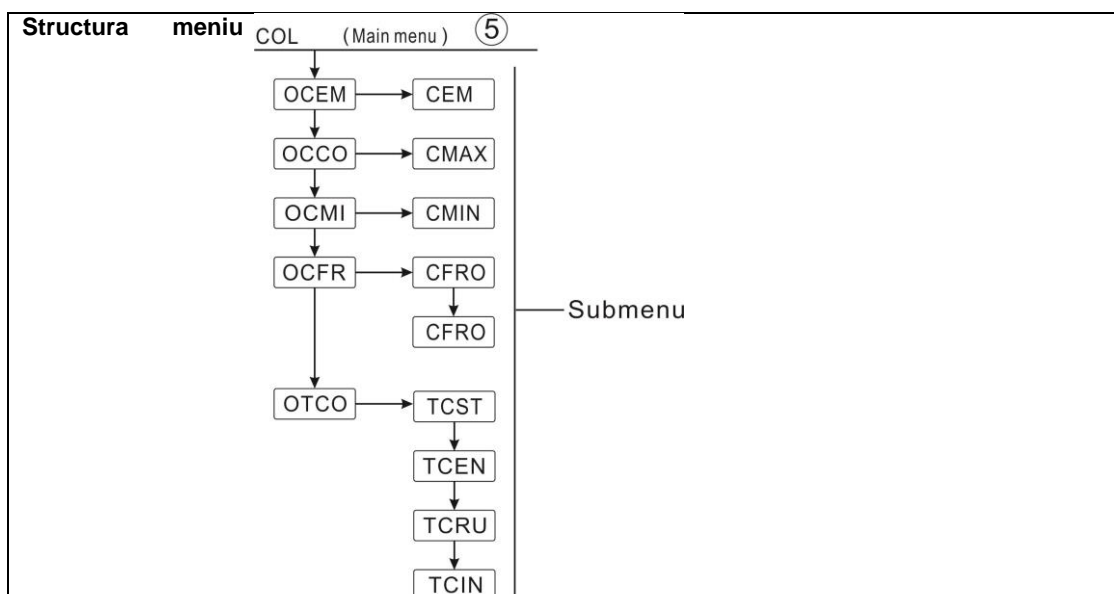 Structura meniu
COL (Main menu) ⑤
OCEM CEM
OCCO CMAX
OCMI CMIN
OCFR CFRO
CFRO
Submenu
OTCO TCST
TCEN
TCRU
TCIN